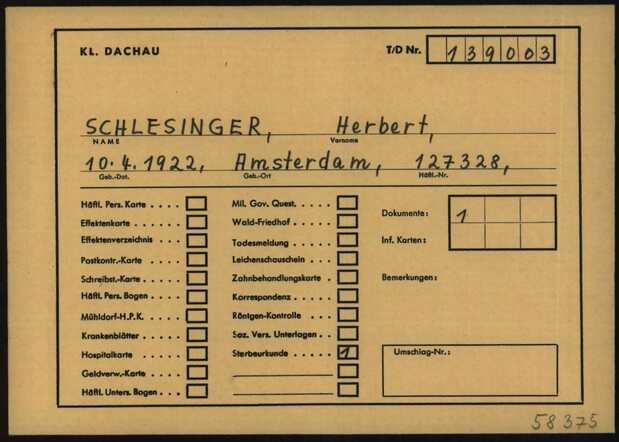 KL. DACHAU T/D Nr. 139003
SCHLESINGER, Herbert,
NAME Vorname
10.4.1922, Amsterdam, 127328,
Geb.-Dat. Geb.-Ort Häftl.-Nr.
Häftl. Pers. Karte . . . .
Effektenkarte . . . . .
Effektenverzeichnis . .
Postkontr.-Karte . . . .
Schreibst.-Karte . . . .
Häftl. Pers. Bogen . . .
Mühldorf-H.P.K. . . . .
Krankenblätter . . . . .
Hospitalkarte . . . . .
Geldverw.-Karte . . . .
Häftl. Unters. Bogen . . .
Mil. Gov. Quest. . . . . .
Wald-Friedhof . . . . . .
Todesmeldung . . . . . .
Leichenschauschein . . . .
Zahnbehandlungskarte . .
Korrespondenz . . . . . .
Röntgen-Kontrolle . . . .
Soz. Vers. Unterlagen . . .
Sterbeurkunde . . . . . . 1
Dokumente: 1
Inf. Karten:
Bemerkungen:
Umschlag-Nr.:
58375